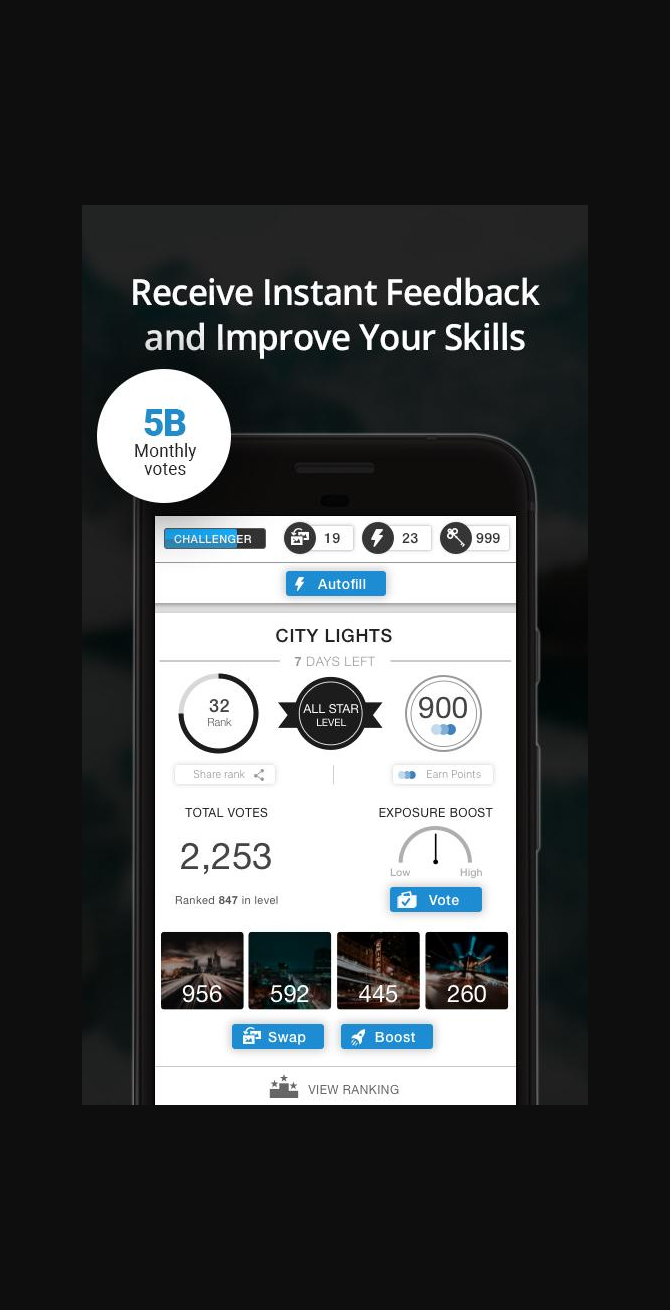 Receive Instant Feedback
and Improve Your Skills
5B
Monthly
votes
CHALLENGER 19 23 999
Autofill
CITY LIGHTS
7 DAYS LEFT
32
Rank
ALL STAR
LEVEL
900
Share rank
Earn Points
TOTAL VOTES
2,253
Ranked 847 in level
EXPOSURE BOOST
Low High
Vote
956 592 445 260
Swap Boost
VIEW RANKING